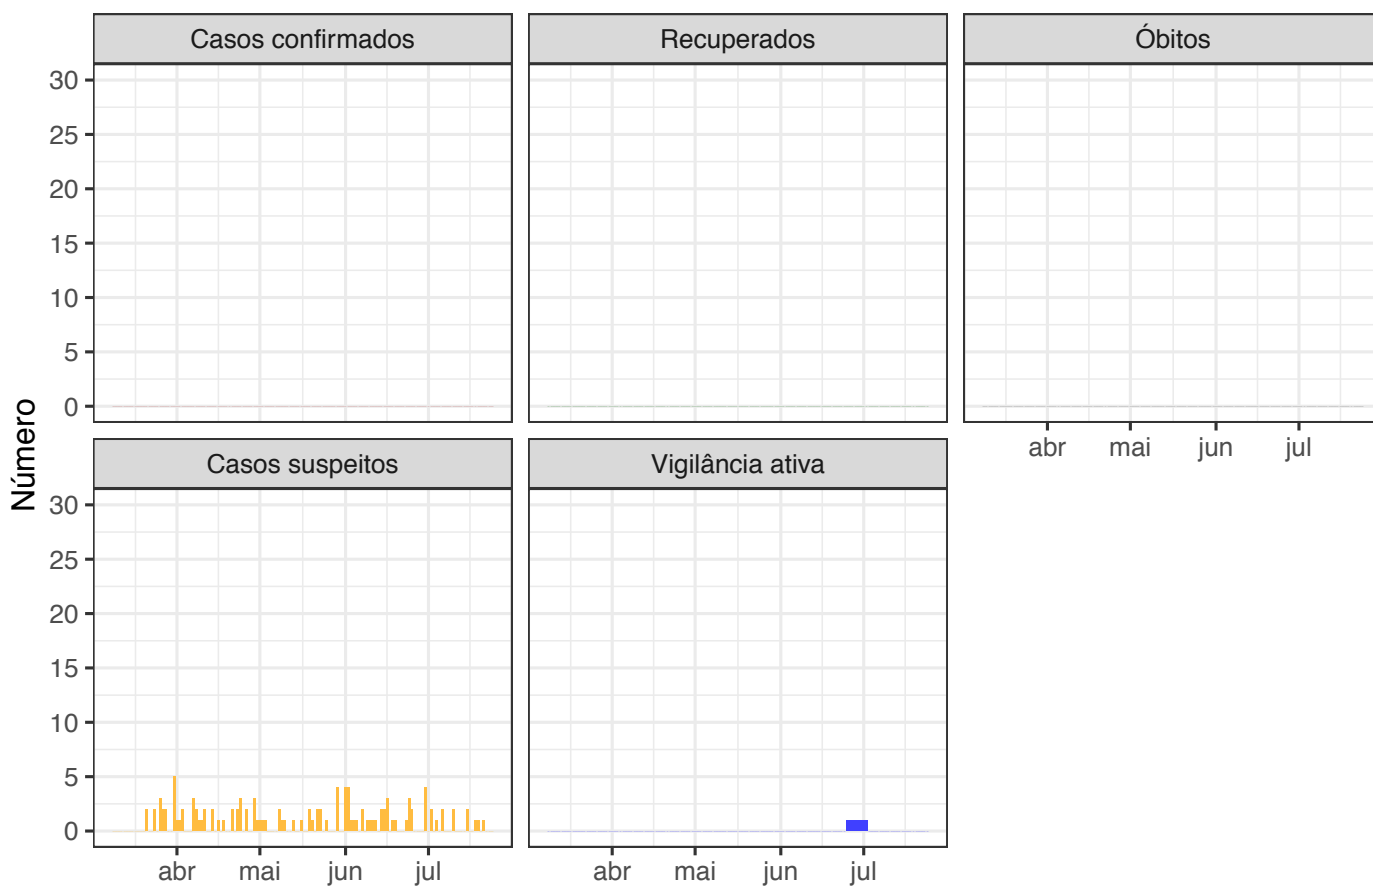 Casos confirmados
Recuperados
Óbitos
30
25
20
15
10
5
0
abr mai jun jul
Número
Casos suspeitos
Vigilância ativa
30
25
20
15
10
5
0
abr mai jun jul
abr mai jun jul